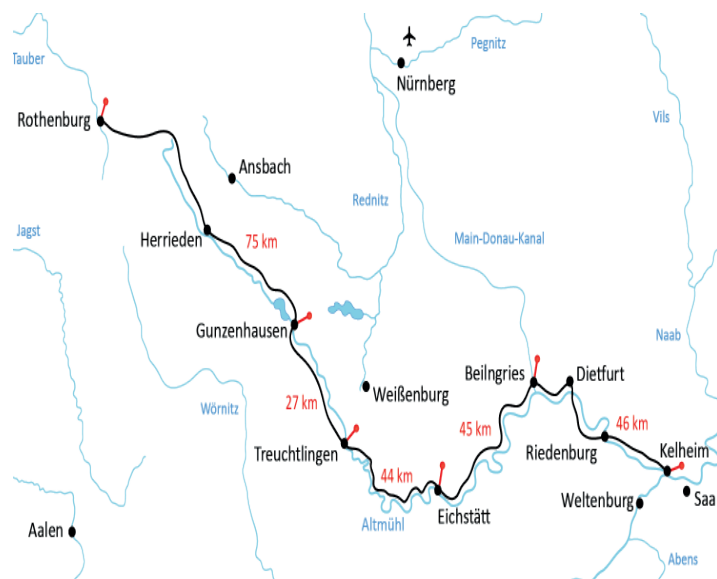 Tauber
Pegnitz
Nürnberg
Rothenburg
Vils
Ansbach
Rednitz
Jagst
Herrieden
75 km
Main-Donau-Kanal
Gunzenhausen
Naab
Beilngries
Dietfurt
Weißenburg
27 km
Wörnitz
45 km
46 km
Treuchtlingen
Riedenburg
Kelheim
44 km
Weltenburg
Saa
Eichstätt
Altmühl
Aalen
Abens